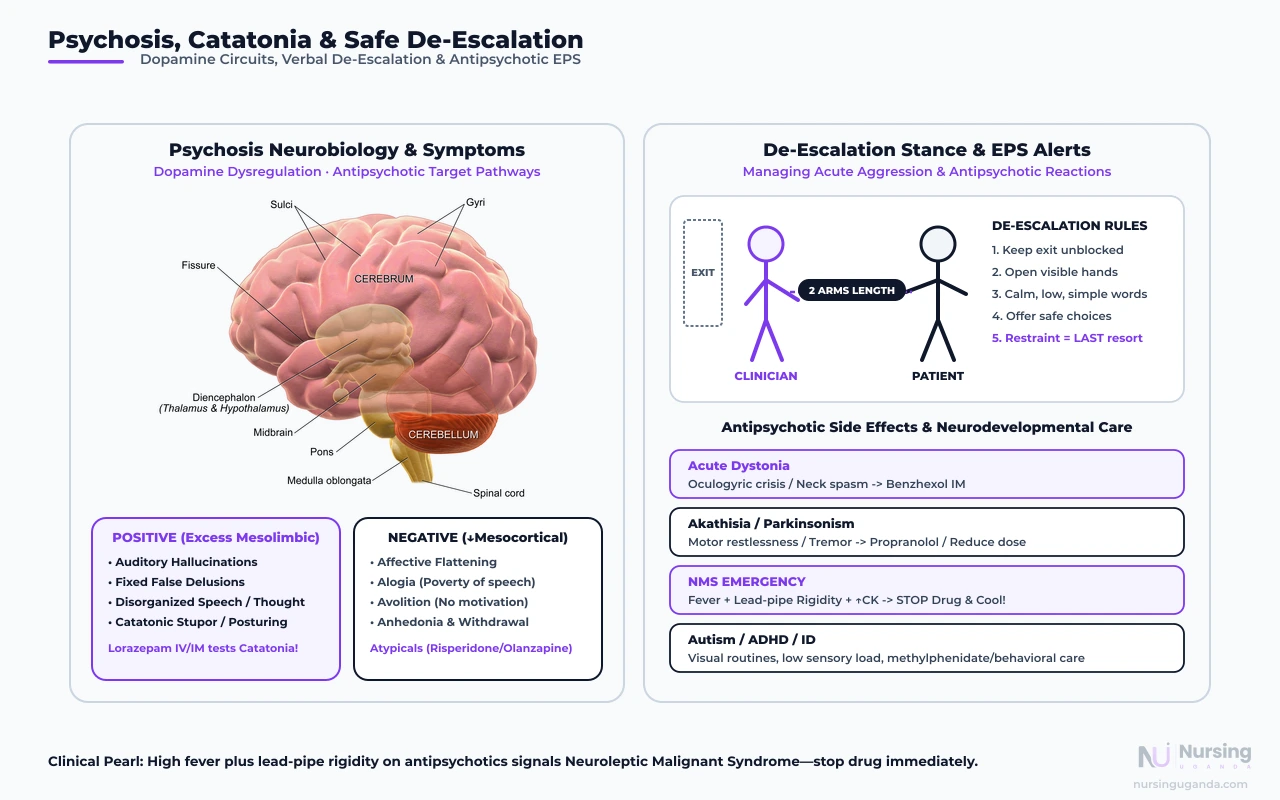 Psychosis, Catatonia & Safe De-Escalation
Dopamine Circuits, Verbal De-Escalation & Antipsychotic EPS
Psychosis Neurobiology & Symptoms
Dopamine Dysregulation · Antipsychotic Target Pathways
Sulci
Gyri
Fissure
CEREBRUM
Diencephalon
(Thalamus & Hypothalamus)
Midbrain
CEREBELLUM
Pons
Medulla oblongata
Spinal cord
POSITIVE (Excess Mesolimbic)
• Auditory Hallucinations
• Fixed False Delusions
• Disorganized Speech / Thought
• Catatonic Stupor / Posturing
Lorazepam IV/IM tests Catatonia!
NEGATIVE (↓Mesocortical)
• Affective Flattening
• Alogia (Poverty of speech)
• Avolition (No motivation)
• Anhedonia & Withdrawal
Atypicals (Risperidone/Olanzapine)
De-Escalation Stance & EPS Alerts
Managing Acute Aggression & Antipsychotic Reactions
EXIT
2 ARMS LENGTH
CLINICIAN
PATIENT
DE-ESCALATION RULES
1. Keep exit unblocked
2. Open visible hands
3. Calm, low, simple words
4. Offer safe choices
5. Restraint = LAST resort
Antipsychotic Side Effects & Neurodevelopmental Care
Acute Dystonia
Oculogyric crisis / Neck spasm -> Benzhexol IM
Akathisia / Parkinsonism
Motor restlessness / Tremor -> Propranolol / Reduce dose
NMS EMERGENCY
Fever + Lead-pipe Rigidity + ↑CK -> STOP Drug & Cool!
Autism / ADHD / ID
Visual routines, low sensory load, methylphenidate/behavioral care
Clinical Pearl: High fever plus lead-pipe rigidity on antipsychotics signals Neuroleptic Malignant Syndrome—stop drug immediately.
NU Nursing
UGANDA
nursinguganda.com